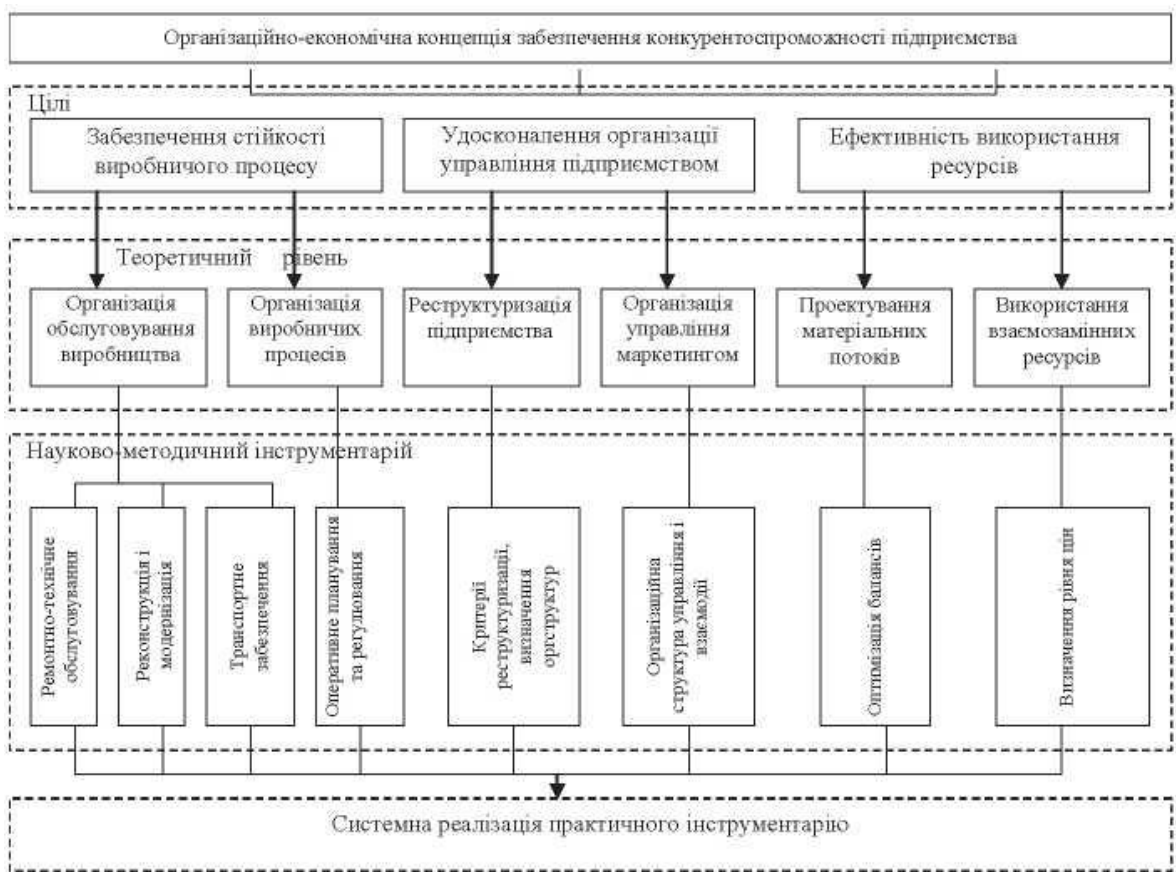 Організаційно-економічна концепція забезпечення конкурентоспроможності підприємства
Цілі
Забезпечення стійкості
виробничого процесу
Удосконалення організації
управління підприємством
Ефективність використання
ресурсів
Теоретичний рівень
Організація
обслуговування
виробництва
Організація
виробничих
процесів
Реструктуризація
підприємства
Організація
управління
маркетингом
Проектування
матеріальних
потоків
Використання
взаємозамінних
ресурсів
Науково-методичний інструментарій
Ремонтно-технічне
обслуговування
Реконструкція і
модернізація
Транспортне
забезпечення
Оперативне планування
та регулювання
Критерії
реструктуризації,
визначення
оргструктур
Організаційна
структура управління і
взаємодії
Оптимізація балансів
Визначення рівня цін
Системна реалізація практичного інструментарію